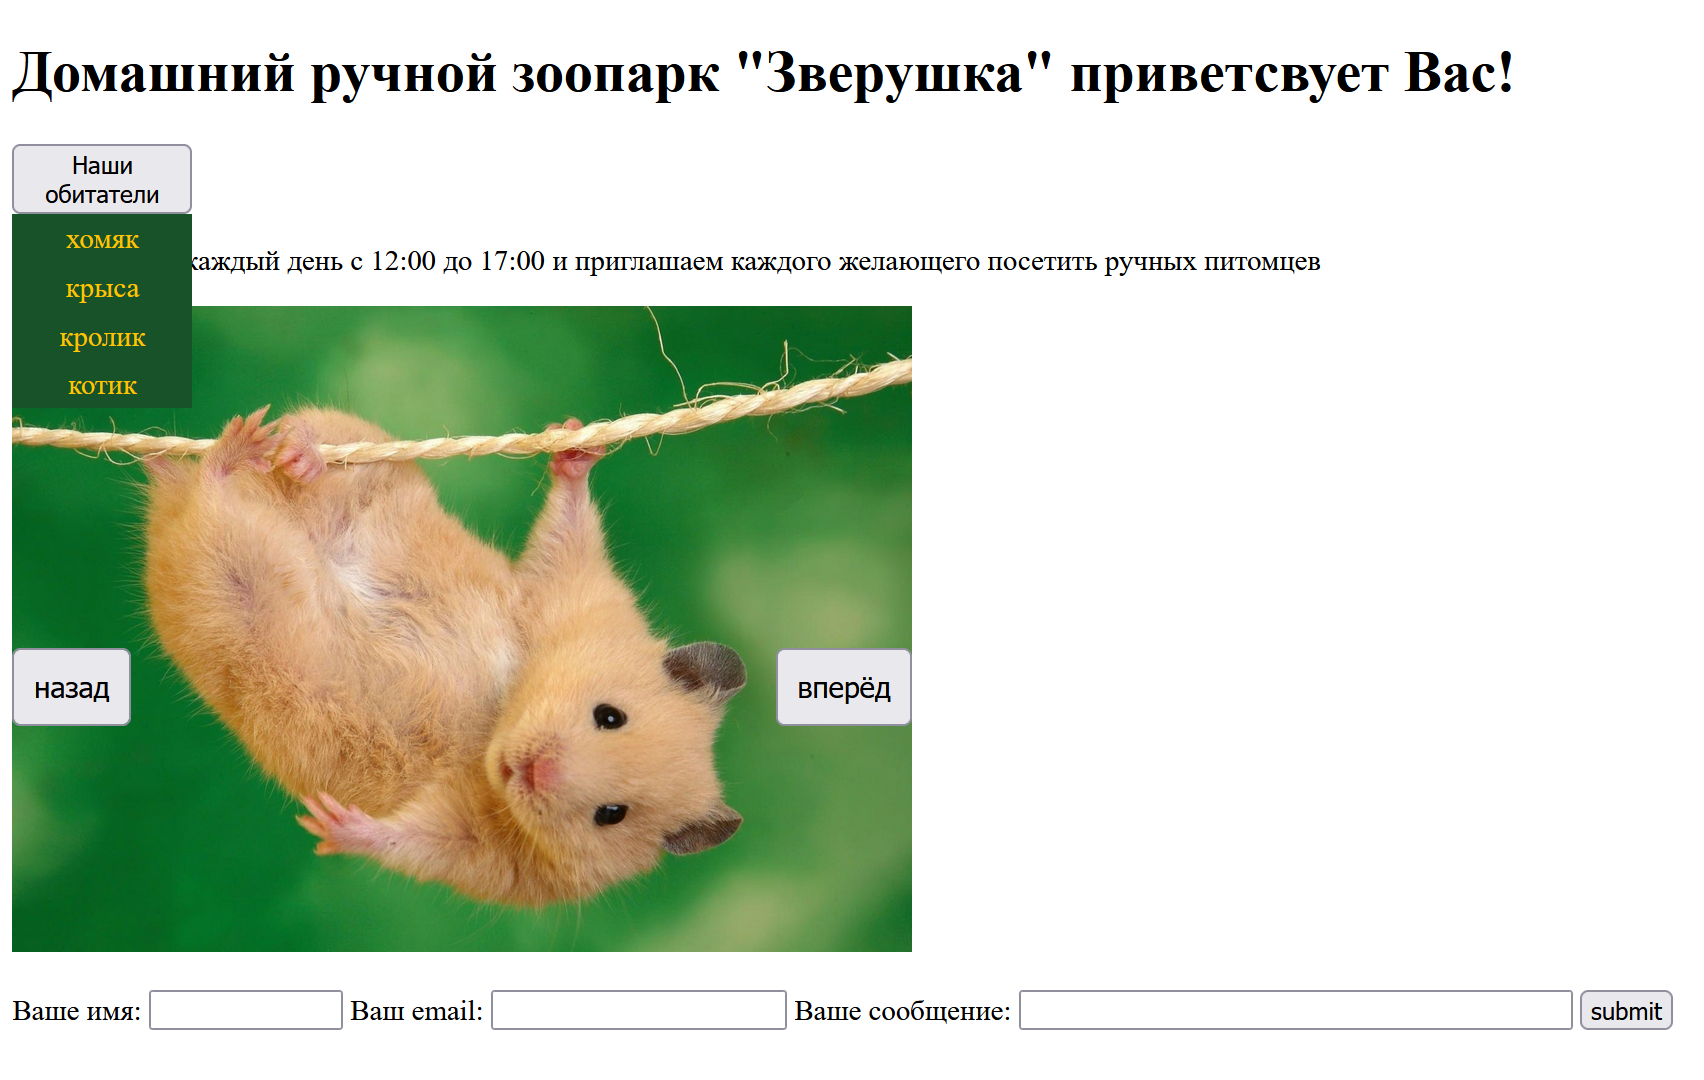 Домашний ручной зоопарк "Зверушка" приветсвует Вас!
Наши
обитатели
хомяк
каждый день с 12:00 до 17:00 и приглашаем каждого желающего посетить ручных питомцев
крыса
кролик
котик
назад
вперёд
Ваше имя: Ваш email: Ваше сообщение: submit